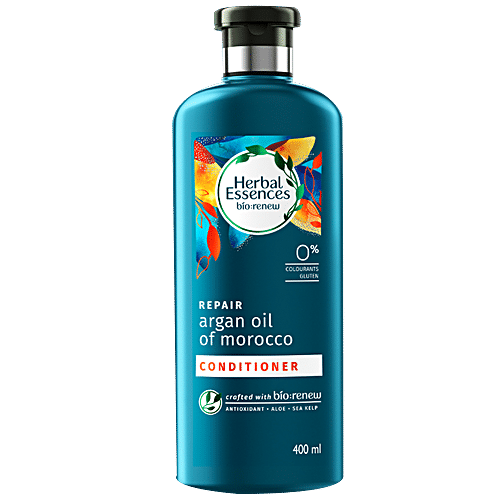 Herbal
Essences
bio:renew
0%
COLOURANTS
GLUTEN
REPAIR
argan oil
of morocco
CONDITIONER
crafted with bio:renew
ANTIOXIDANT • ALOE • SEA KELP
400 ml